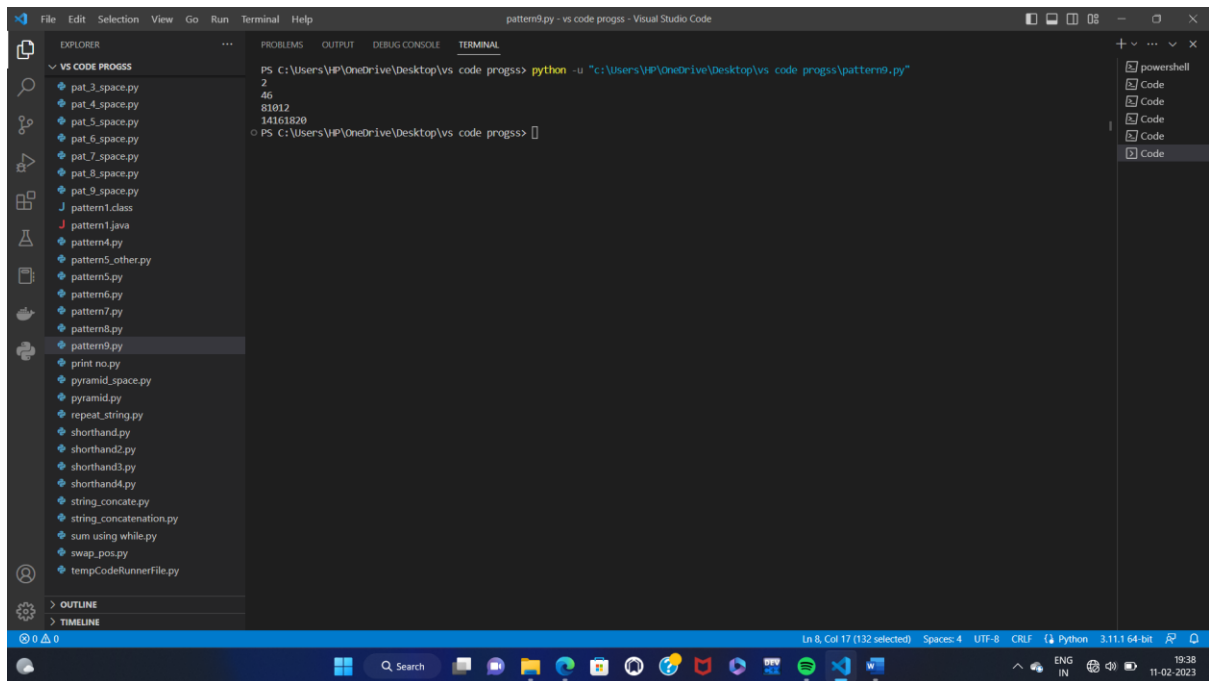 File Edit Selection View Go Run Terminal Help
pattern9.py - vs code progss - Visual Studio Code
EXPLORER
VS CODE PROGSS
pat_3_space.py
pat_4_space.py
pat_5_space.py
pat_6_space.py
pat_7_space.py
pat_8_space.py
pat_9_space.py
J pattern1.class
J pattern1.java
pattern4.py
pattern5_other.py
pattern5.py
pattern6.py
pattern7.py
pattern8.py
pattern9.py
print no.py
pyramid_space.py
pyramid.py
repeat_string.py
shorthand.py
shorthand2.py
shorthand3.py
shorthand4.py
string_concate.py
string_concatenation.py
sum using while.py
swap_pos.py
tempCodeRunnerFile.py
OUTLINE
TIMELINE
PROBLEMS OUTPUT DEBUG CONSOLE TERMINAL
PS C:\Users\HP\OneDrive\Desktop\vs code progss> python -u "c:\Users\HP\OneDrive\Desktop\vs code progss\pattern9.py"
2
46
81012
14161820
PS C:\Users\HP\OneDrive\Desktop\vs code progss>
powershell
Code
Code
Code
Code
Code
0 0 Ln 8, Col 17 (132 selected) Spaces: 4 UTF-8 CRLF Python 3.11.1 64-bit
Search
ENG
IN
19:38
11-02-2023